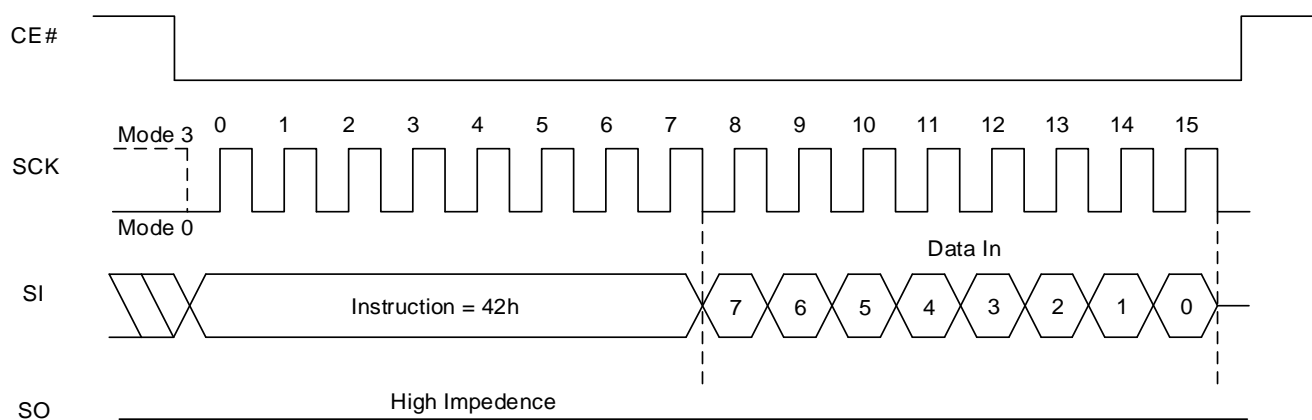 CE#
Mode 3
0 1 2 3 4 5 6 7 8 9 10 11 12 13 14 15
SCK
Mode 0
Data In
SI
Instruction = 42h
7 6 5 4 3 2 1 0
High Impedence
SO